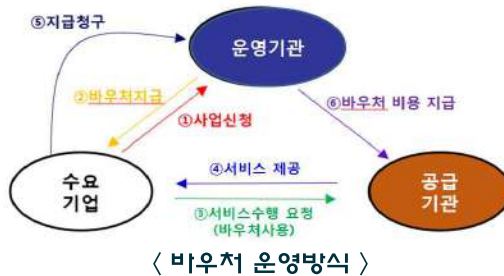 ⑤지급청구
운영기관
②바우처지급
①사업신청
⑥바우처 비용 지급
수요
기업
④서비스 제공
③서비스수행 요청
(바우처사용)
공급
기관
〈 바우처 운영방식 〉